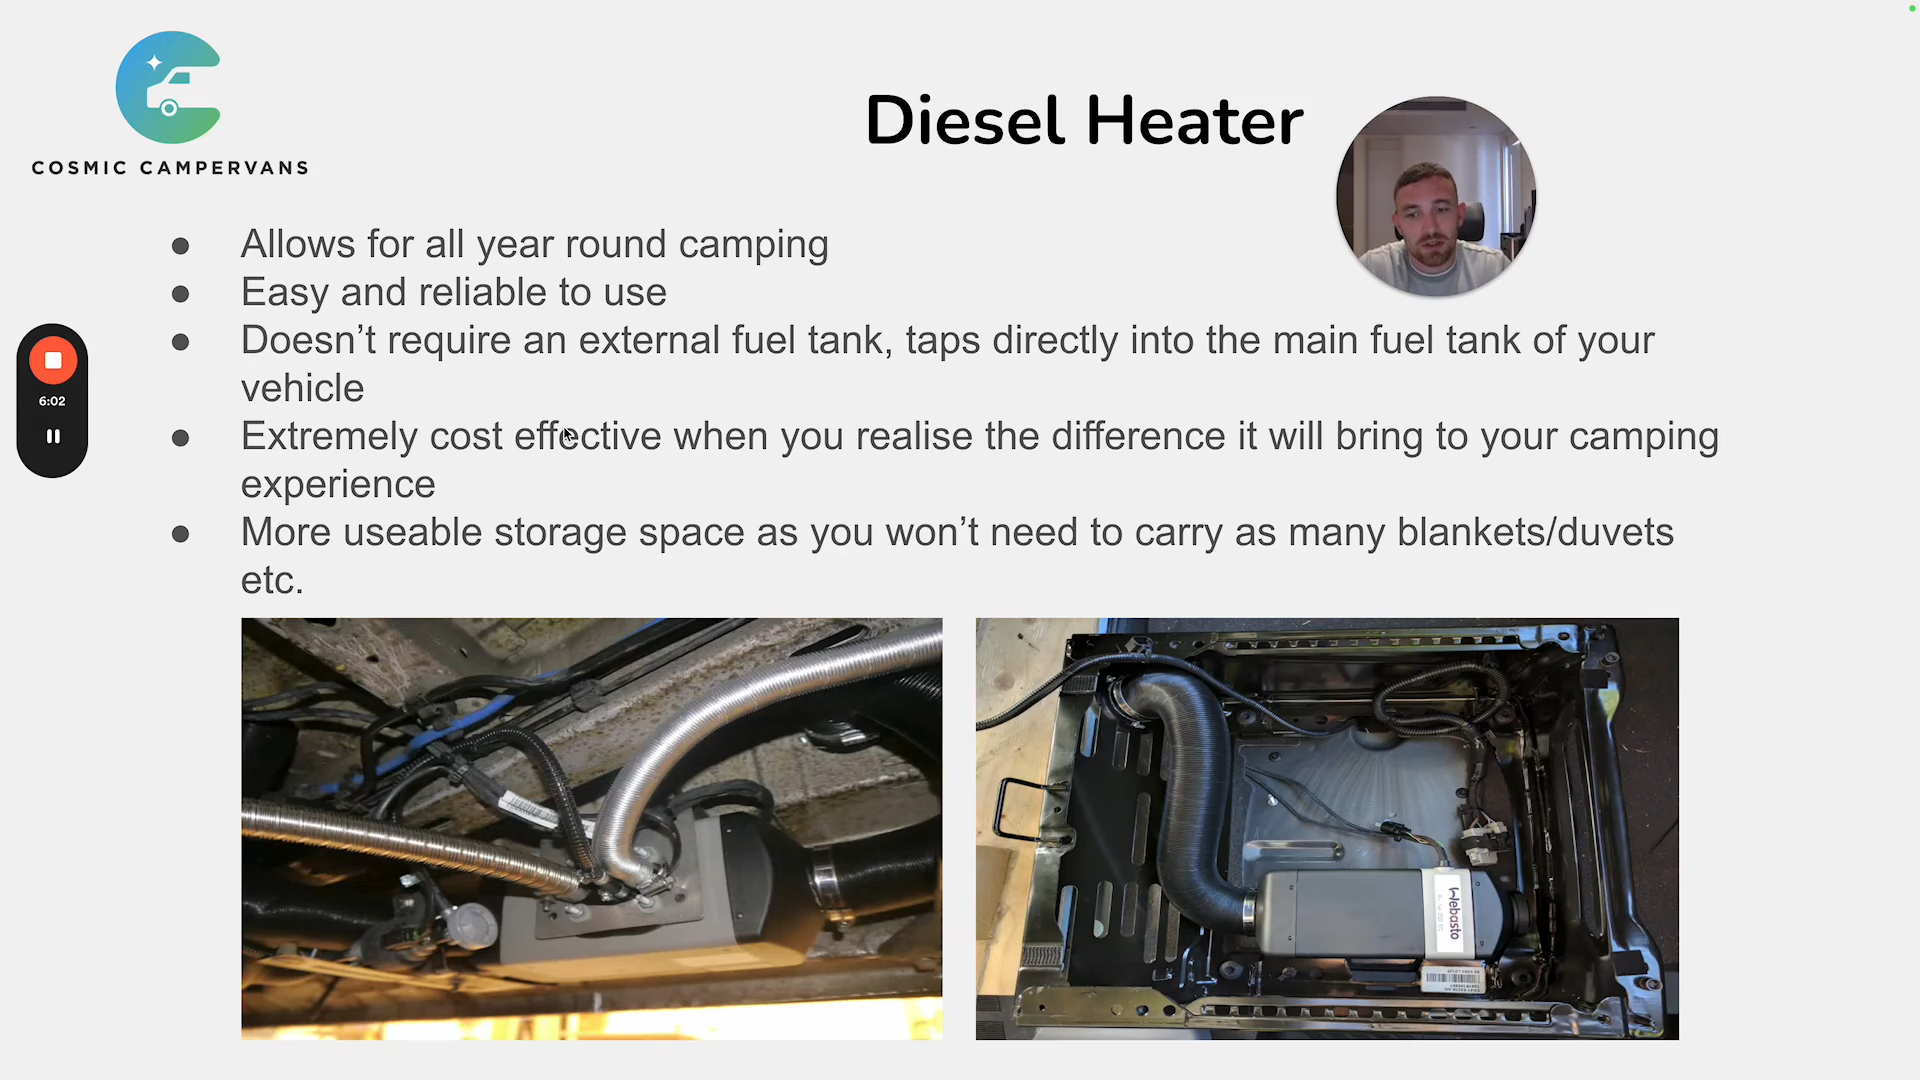 COSMIC CAMPERVANS
Diesel Heater
● Allows for all year round camping
● Easy and reliable to use
● Doesn’t require an external fuel tank, taps directly into the main fuel tank of your
vehicle
● Extremely cost effective when you realise the difference it will bring to your camping
experience
● More useable storage space as you won’t need to carry as many blankets/duvets
etc.
6:02
Webasto